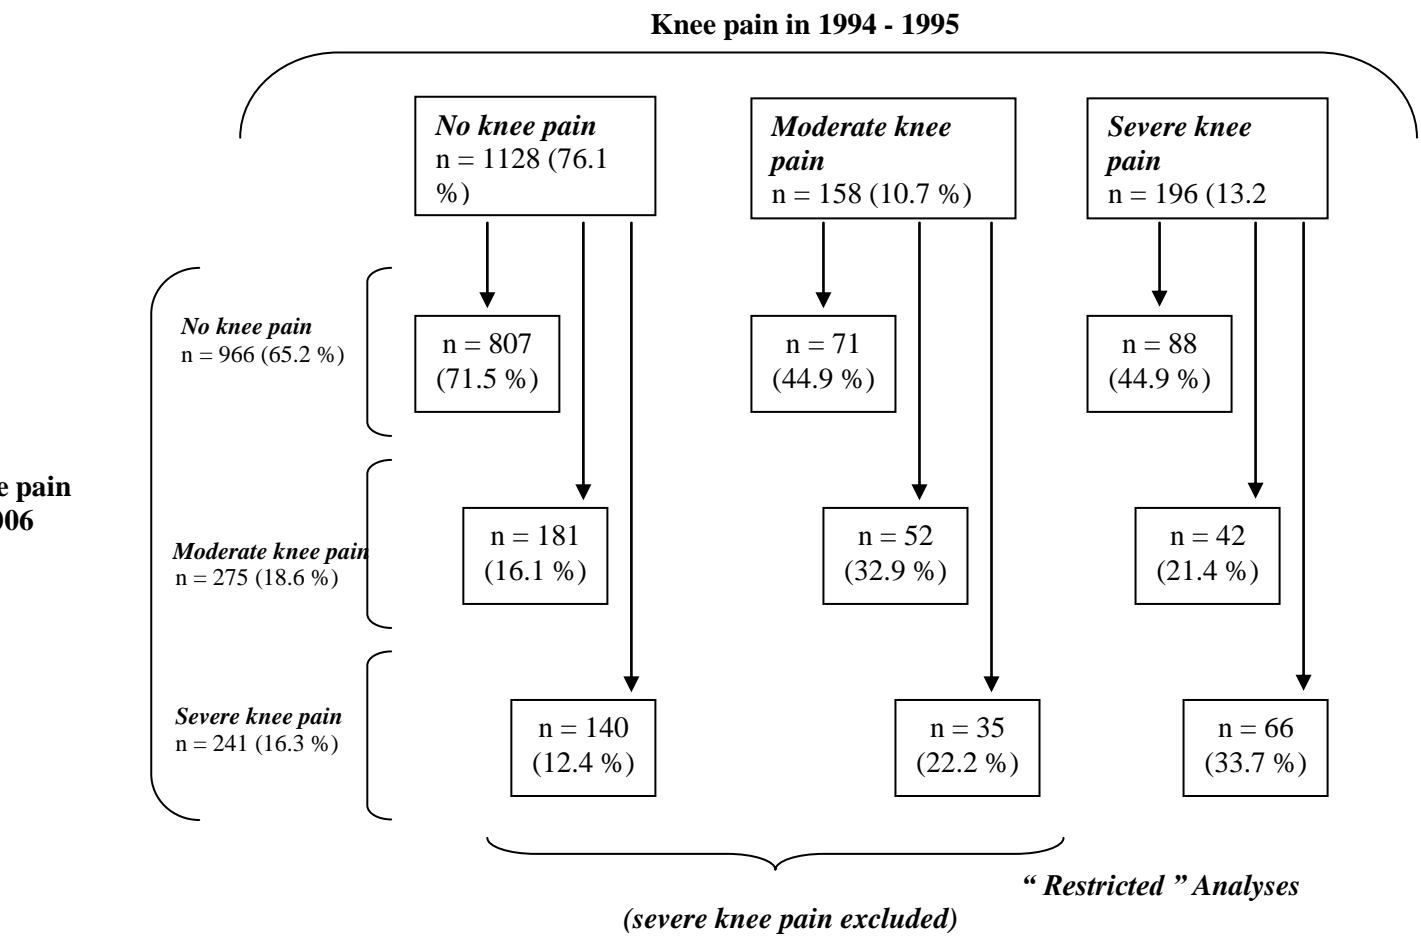 Knee pain in 1994 - 1995
No knee pain
n = 1128 (76.1
%)
Moderate knee
pain
n = 158 (10.7 %)
Severe knee
pain
n = 196 (13.2
No knee pain
n = 966 (65.2 %)
n = 807
(71.5 %)
n = 71
(44.9 %)
n = 88
(44.9 %)
e pain
006
Moderate knee pain
n = 275 (18.6 %)
n = 181
(16.1 %)
n = 52
(32.9 %)
n = 42
(21.4 %)
Severe knee pain
n = 241 (16.3 %)
n = 140
(12.4 %)
n = 35
(22.2 %)
n = 66
(33.7 %)
“ Restricted ” Analyses
(severe knee pain excluded)